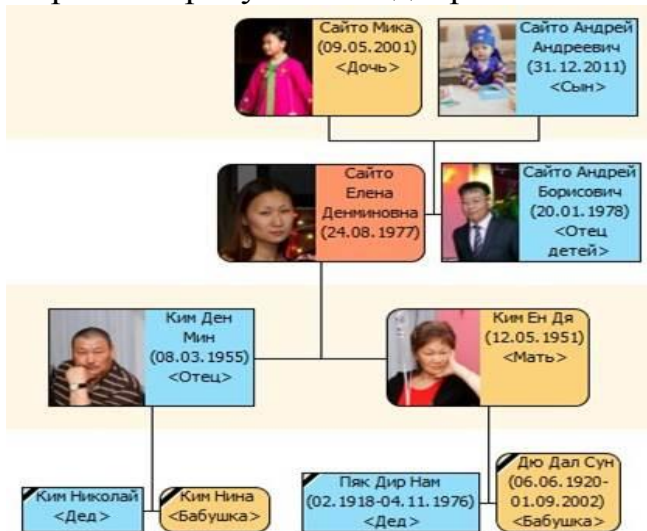 Сайто Мика
(09.05.2001)
<Дочь>
Сайто Андрей
Андреевич
(31.12.2011)
<Сын>
Сайто
Елена
Денминовна
(24.08.1977)
Сайто Андрей
Борисович
(20.01.1978)
<Отец
детей>
Ким Ден
Мин
(08.03.1955)
<Отец>
Ким Ен Дя
(12.05.1951)
<Мать>
Ким Николай
<Дед>
Ким Нина
<Бабушка>
Пяк Дир Нам
(02.1918-04.11.1976)
<Дед>
Дю Дал Сун
(06.06.1920-
01.09.2002)
<Бабушка>